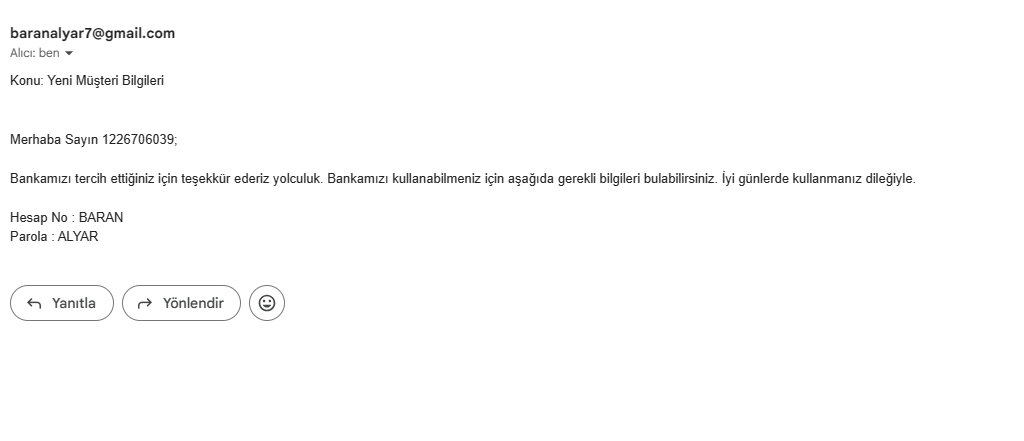 baranalyar7@gmail.com
Alıcı: ben
Konu: Yeni Müşteri Bilgileri
Merhaba Sayın 1226706039;
Bankamızı tercih ettiğiniz için teşekkür ederiz yolculuk. Bankamızı kullanabilmeniz için aşağıda gerekli bilgileri bulabilirsiniz. İyi günlerde kullanmanız dileğiyle.
Hesap No : BARAN
Parola : ALYAR
Yanıtla Yönlendir